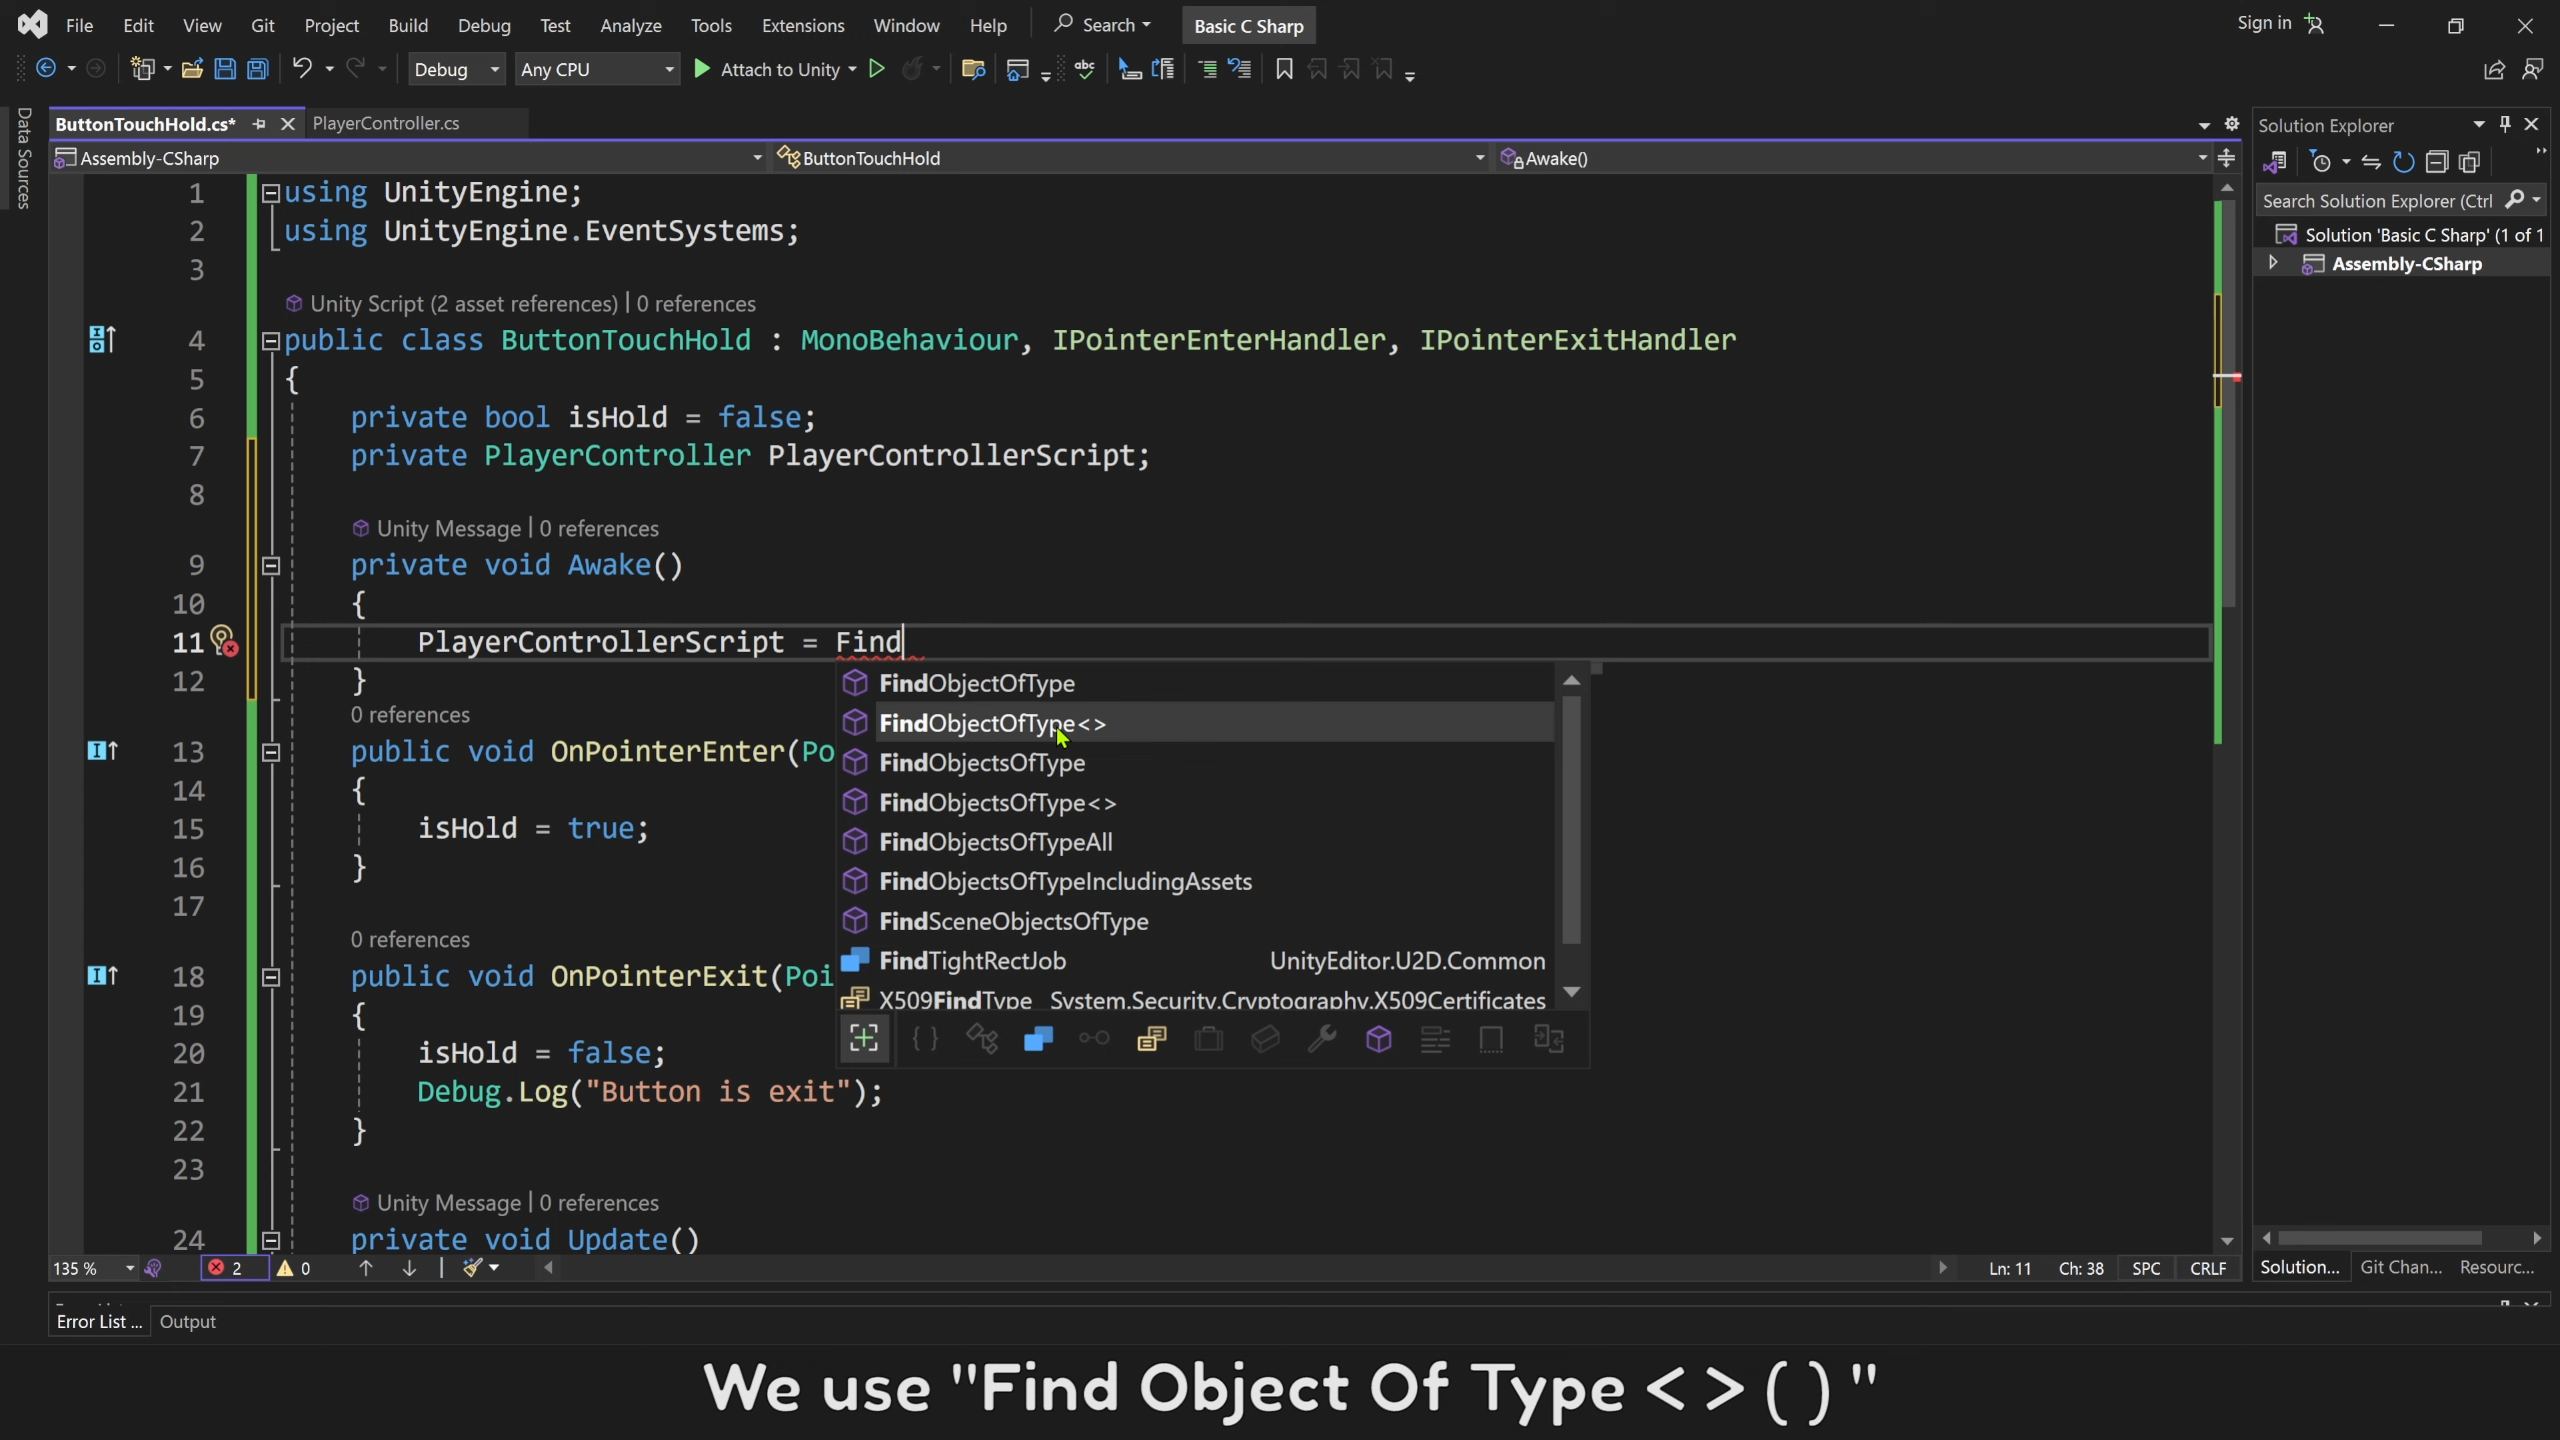 File Edit View Git Project Build Debug Test Analyze Tools Extensions Window Help Search Basic C Sharp Sign in
Debug Any CPU Attach to Unity
Data Sources
ButtonTouchHold.cs* PlayerController.cs
Assembly-CSharp ButtonTouchHold Awake()
1 using UnityEngine;
2 using UnityEngine.EventSystems;
3
Unity Script (2 asset references) | 0 references
4 public class ButtonTouchHold : MonoBehaviour, IPointerEnterHandler, IPointerExitHandler
5 {
6 private bool isHold = false;
7 private PlayerController PlayerControllerScript;
8
Unity Message | 0 references
9 private void Awake()
10 {
11 PlayerControllerScript = Find
12 }
0 references
13 public void OnPointerEnter(Po
14 {
15 isHold = true;
16 }
17
0 references
18 public void OnPointerExit(Poi
19 {
20 isHold = false;
21 Debug.Log("Button is exit");
22 }
23
Unity Message | 0 references
24 private void Update()
FindObjectOfType
FindObjectOfType<>
FindObjectsOfType
FindObjectsOfType<>
FindObjectsOfTypeAll
FindObjectsOfTypeIncludingAssets
FindSceneObjectsOfType
FindTightRectJob UnityEditor.U2D.Common
X509FindType System.Security.Cryptography.X509Certificates
135 % 2 0 Ln: 11 Ch: 38 SPC CRLF
Solution Explorer
Search Solution Explorer (Ctrl
Solution 'Basic C Sharp' (1 of 1
Assembly-CSharp
Solution... Git Chan... Resourc...
Error List ... Output
We use "Find Object Of Type < > ( ) "